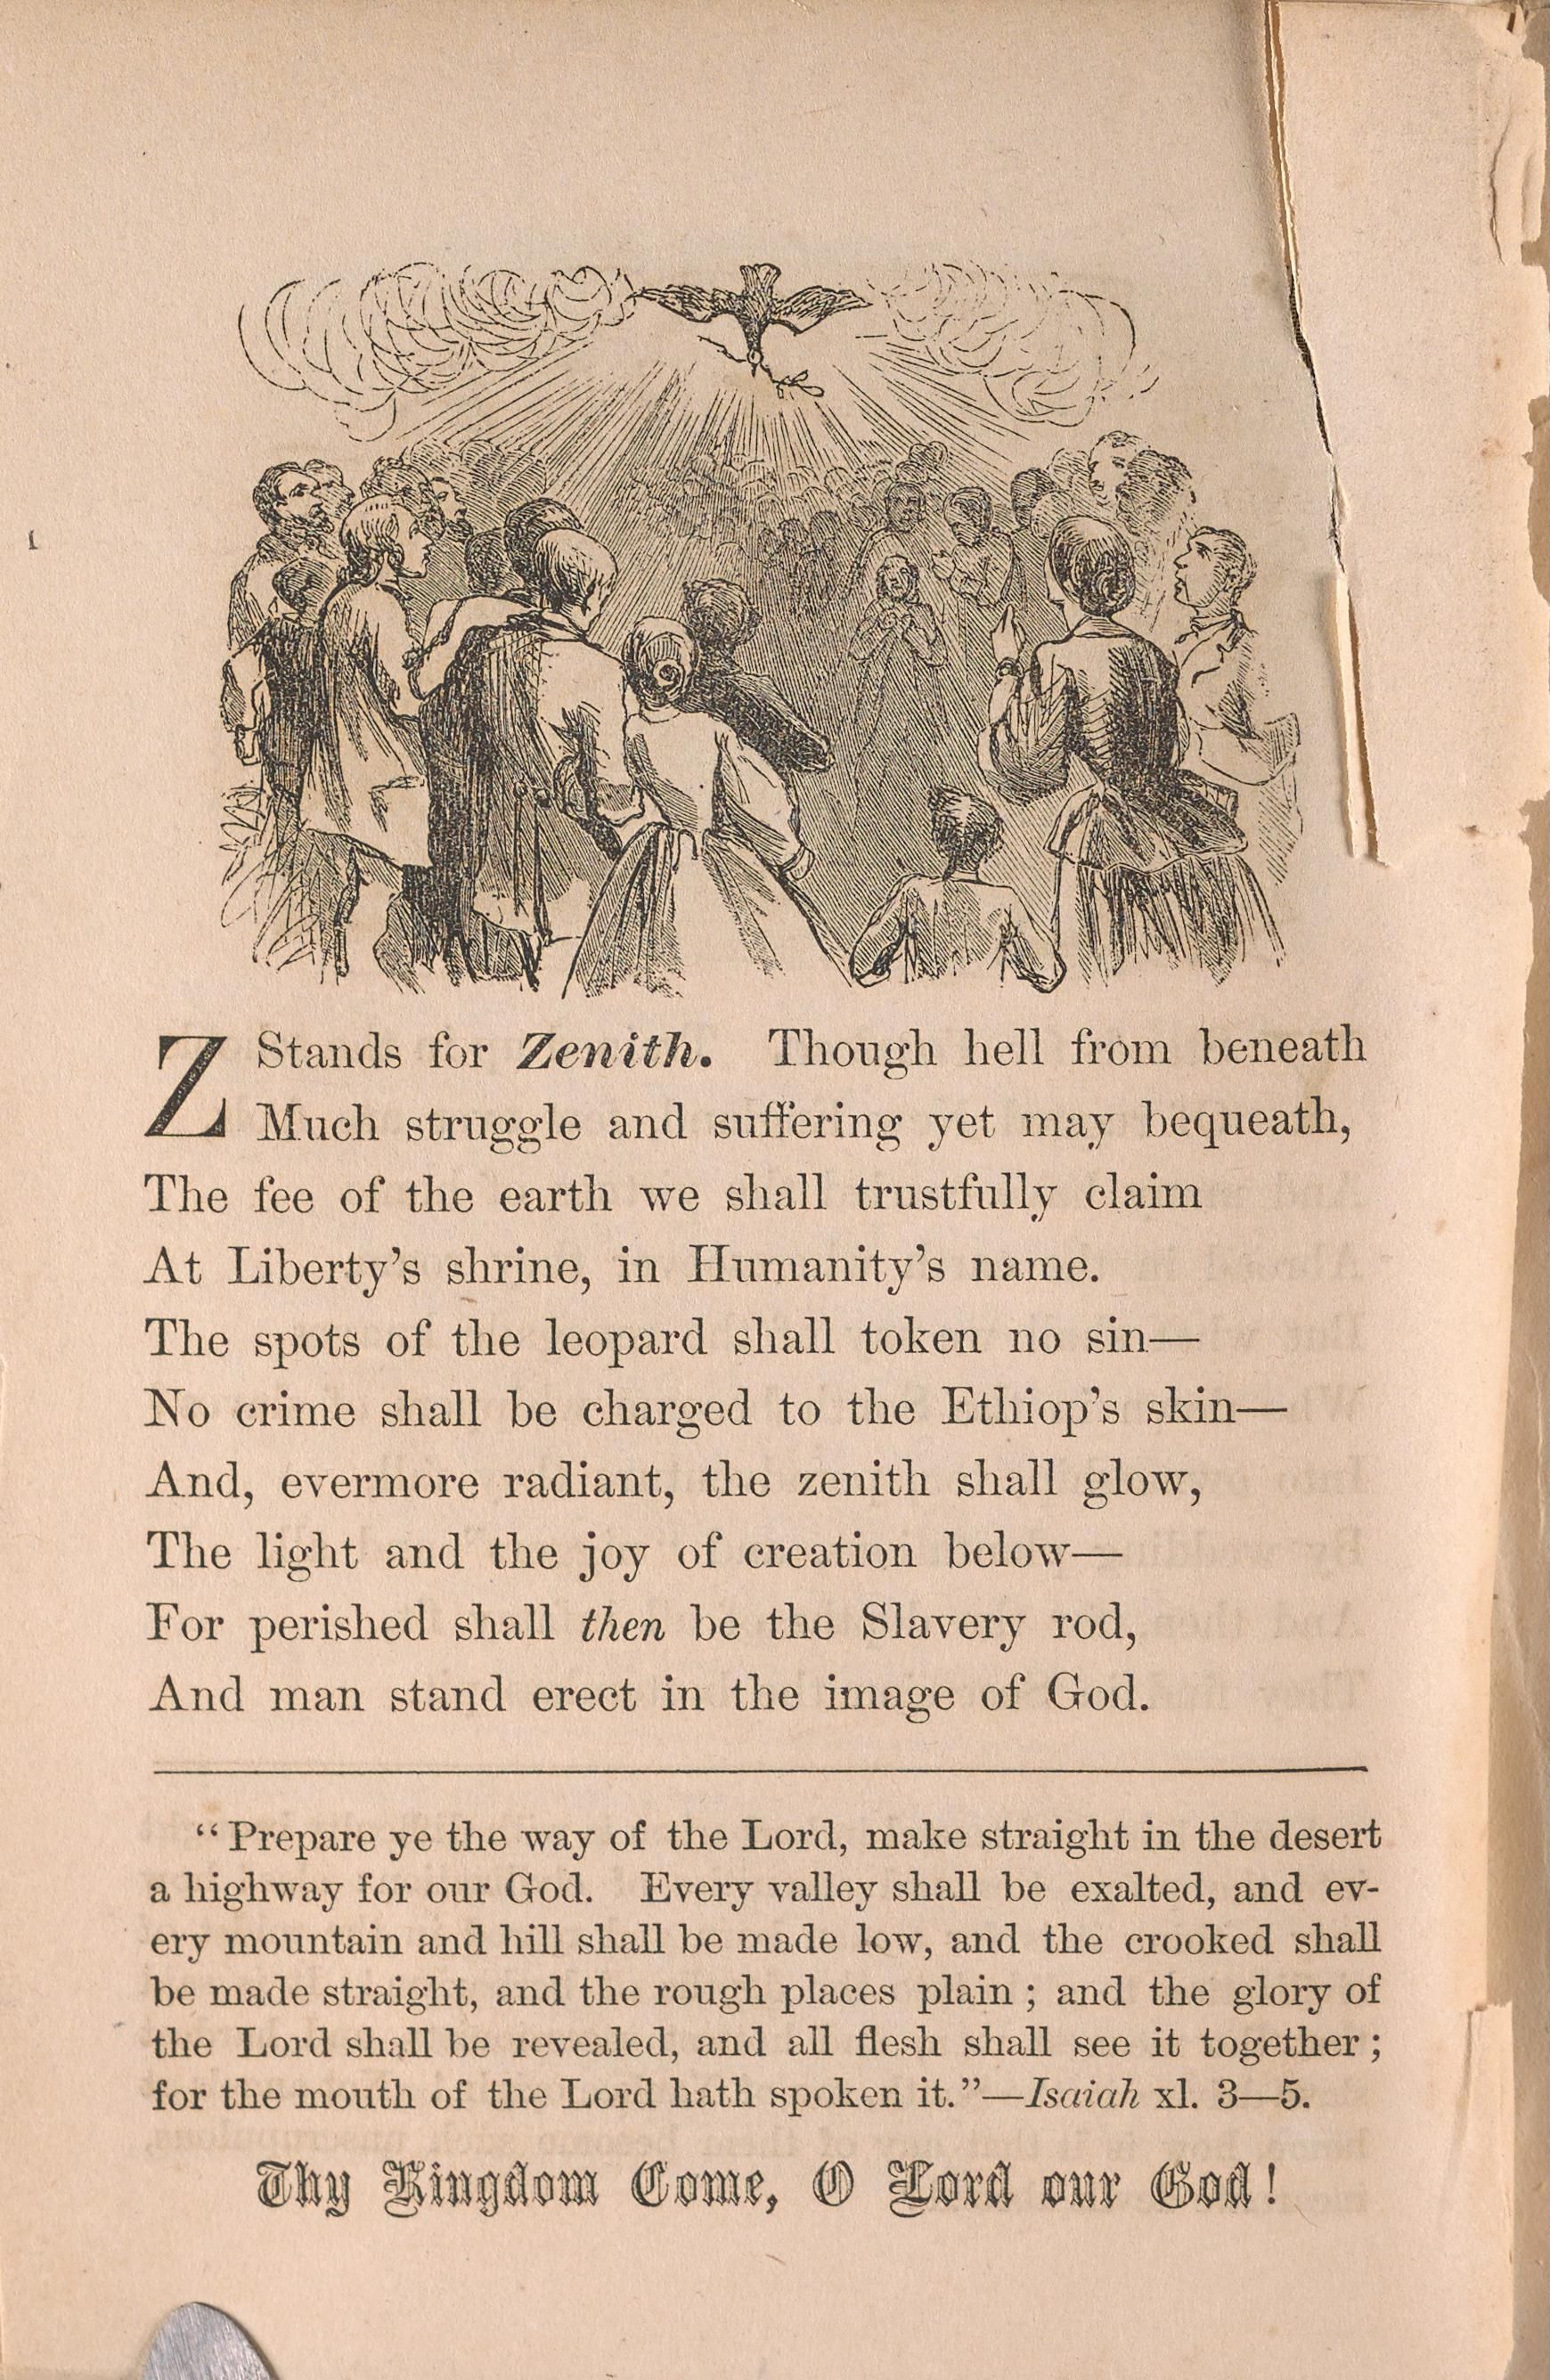 Z Stands for Zenith. Though hell from beneath
Much struggle and suffering yet may bequeath,
The fee of the earth we shall trustfully claim
At Liberty’s shrine, in Humanity’s name.
The spots of the leopard shall token no sin—
No crime shall be charged to the Ethiop’s skin—
And, evermore radiant, the zenith shall glow,
The light and the joy of creation below—
For perished shall then be the Slavery rod,
And man stand erect in the image of God.
“Prepare ye the way of the Lord, make straight in the desert
a highway for our God. Every valley shall be exalted, and ev-
ery mountain and hill shall be made low, and the crooked shall
be made straight, and the rough places plain ; and the glory of
the Lord shall be revealed, and all flesh shall see it together ;
for the mouth of the Lord hath spoken it.”—Isaiah xl. 3—5.
Thy Kingdom Come, O Lord our God!